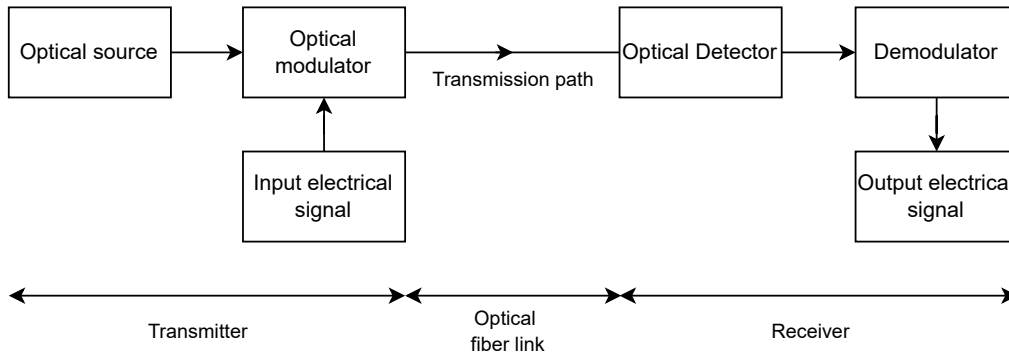 Optical source
Optical
modulator
Transmission path
Optical Detector
Demodulator
Input electrical
signal
Output electrical
signal
Transmitter
Optical
fiber link
Receiver